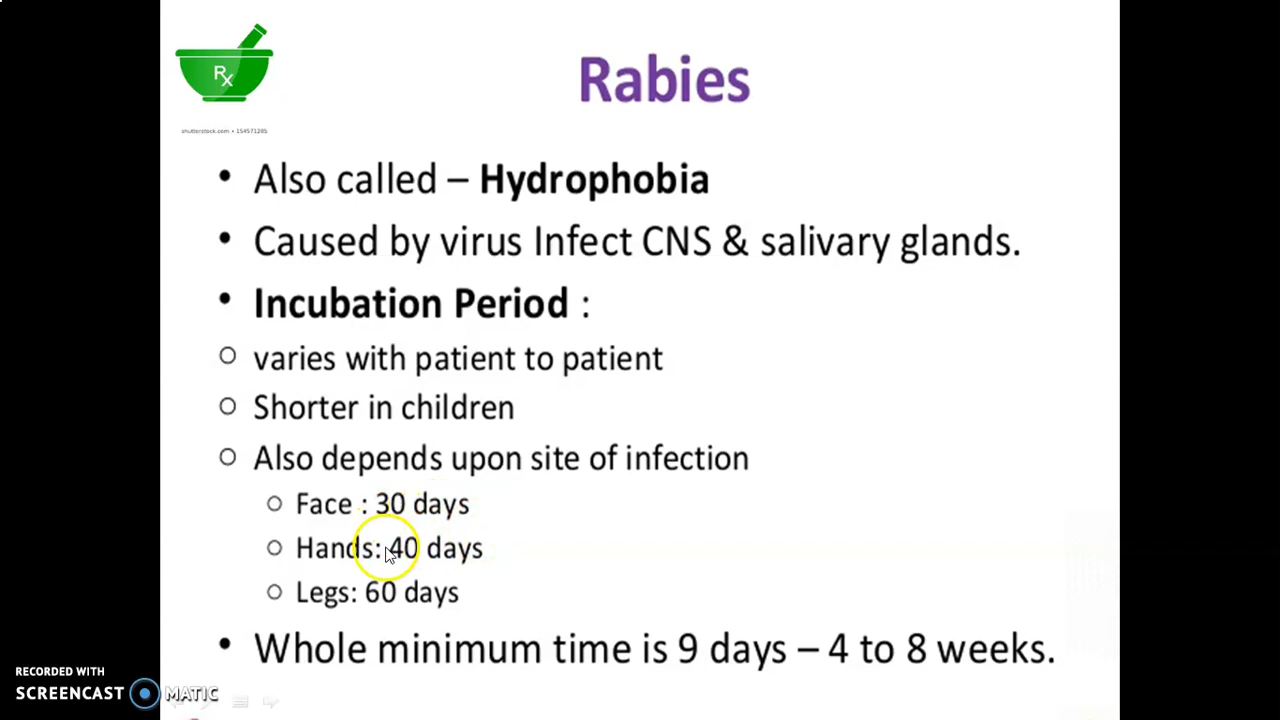 Rx
shutterstock.com • 154571285
Rabies
• Also called – Hydrophobia
• Caused by virus Infect CNS & salivary glands.
• Incubation Period :
○ varies with patient to patient
○ Shorter in children
○ Also depends upon site of infection
○ Face : 30 days
○ Hands: 40 days
○ Legs: 60 days
• Whole minimum time is 9 days – 4 to 8 weeks.
RECORDED WITH
SCREENCAST MATIC